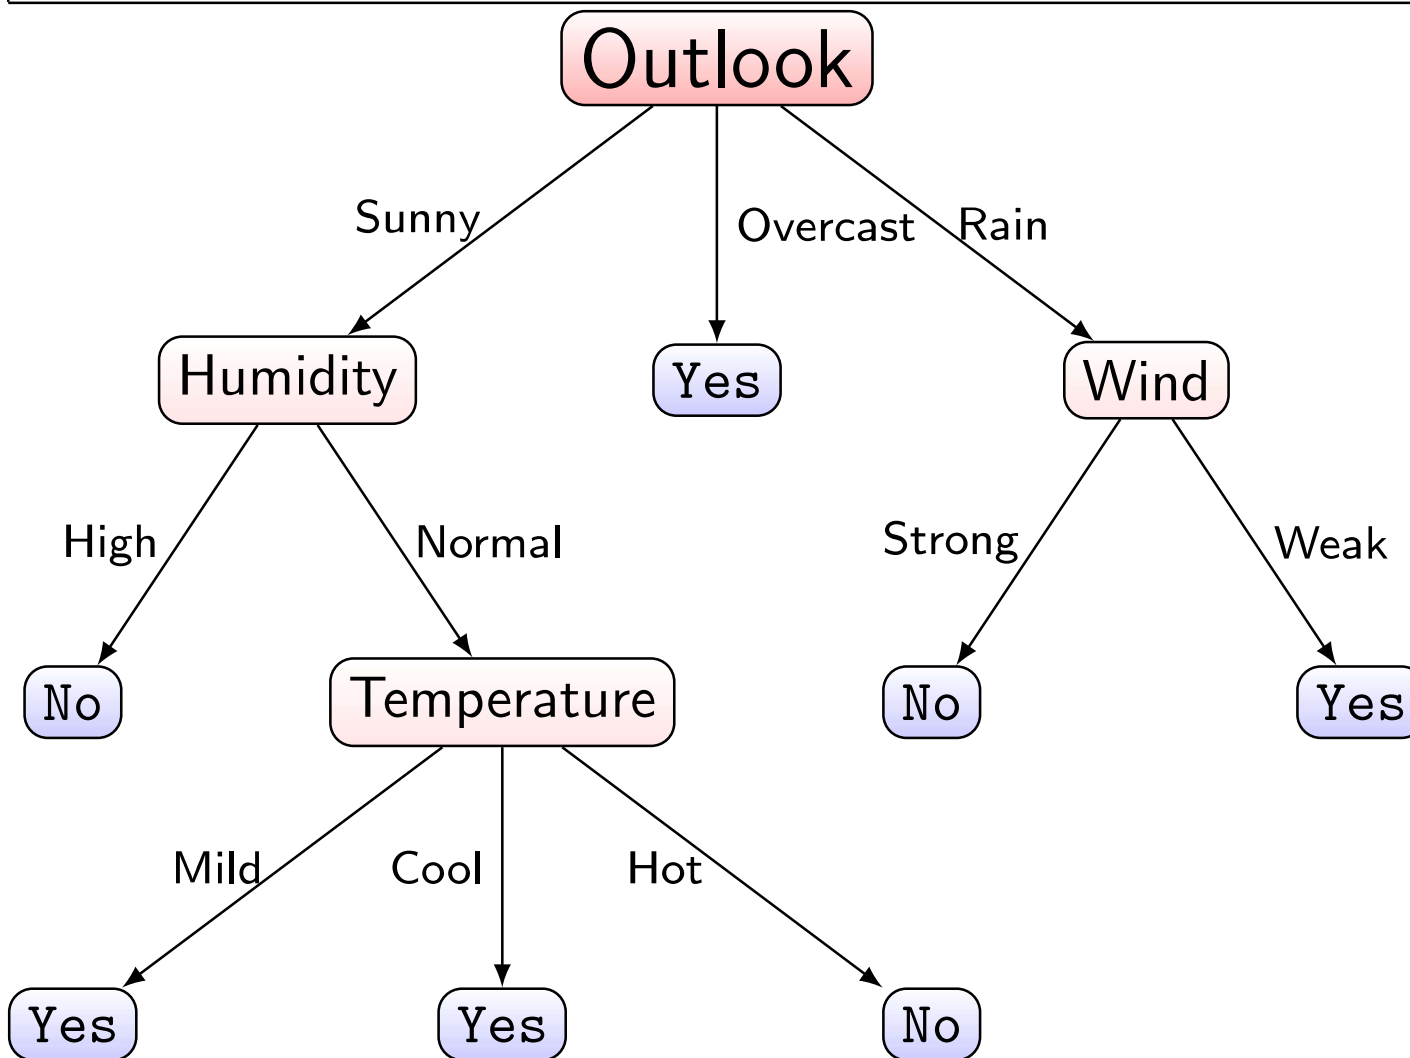 Outlook
Sunny
Overcast
Rain
Humidity
Yes
Wind
High
Normal
Strong
Weak
No
Temperature
No
Yes
Mild
Cool
Hot
Yes
Yes
No